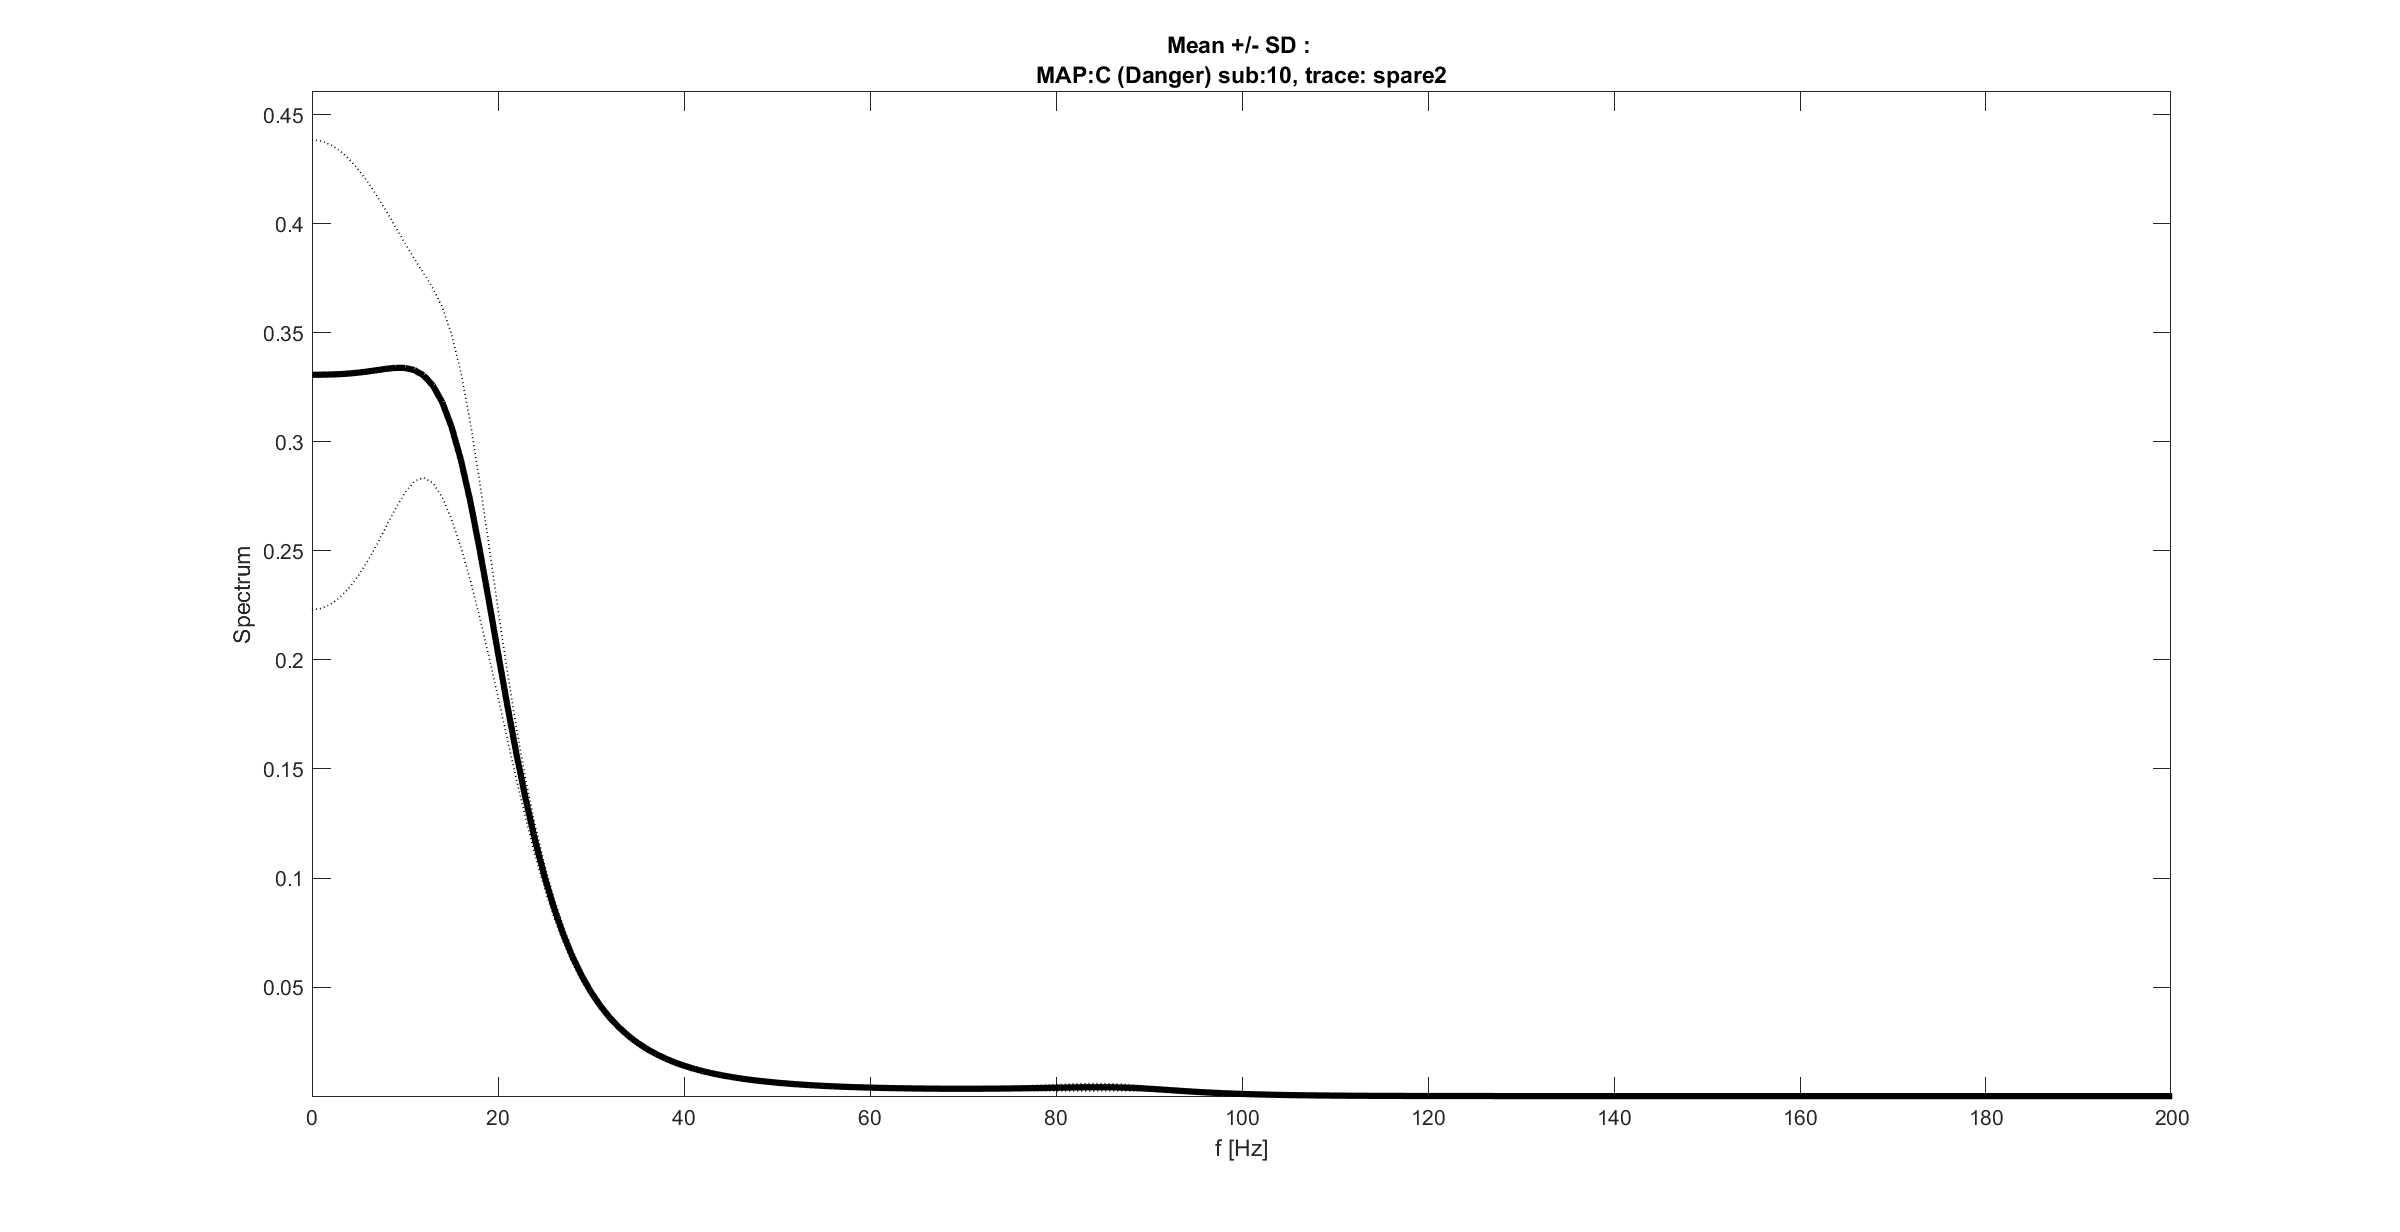 Mean +/- SD :
MAP:C (Danger) sub:10, trace: spare2
0.45
0.4
0.35
0.3
0.25
0.2
0.15
0.1
0.05
Spectrum
0 20 40 60 80 100 120 140 160 180 200
f [Hz]